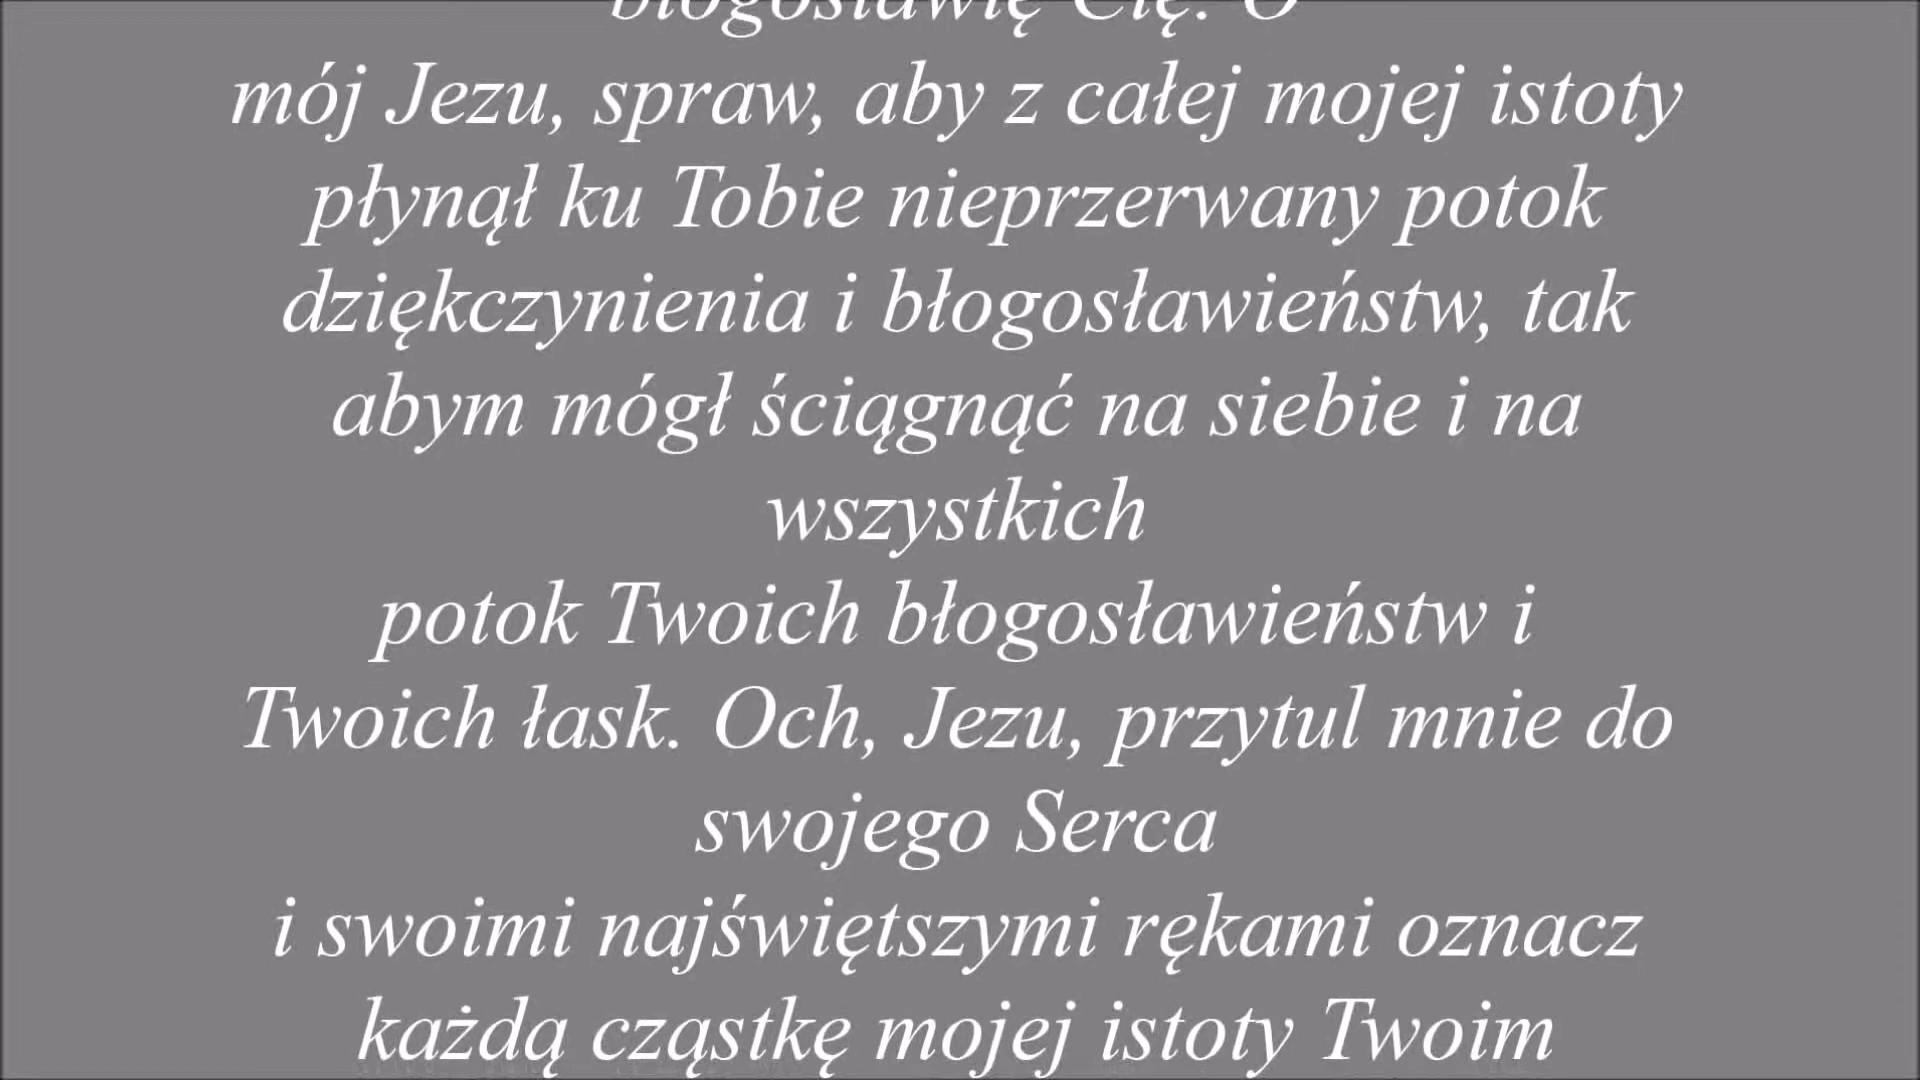 błogosławię Cię. O
mój Jezu, spraw, aby z całej mojej istoty
płynął ku Tobie nieprzerwany potok
dziękczynienia i błogosławieństw, tak
abym mógł ściągnąć na siebie i na
wszystkich
potok Twoich błogosławieństw i
Twoich łask. Och, Jezu, przytul mnie do
swojego Serca
i swoimi najświętszymi rękami oznacz
każdą cząstkę mojej istoty Twoim